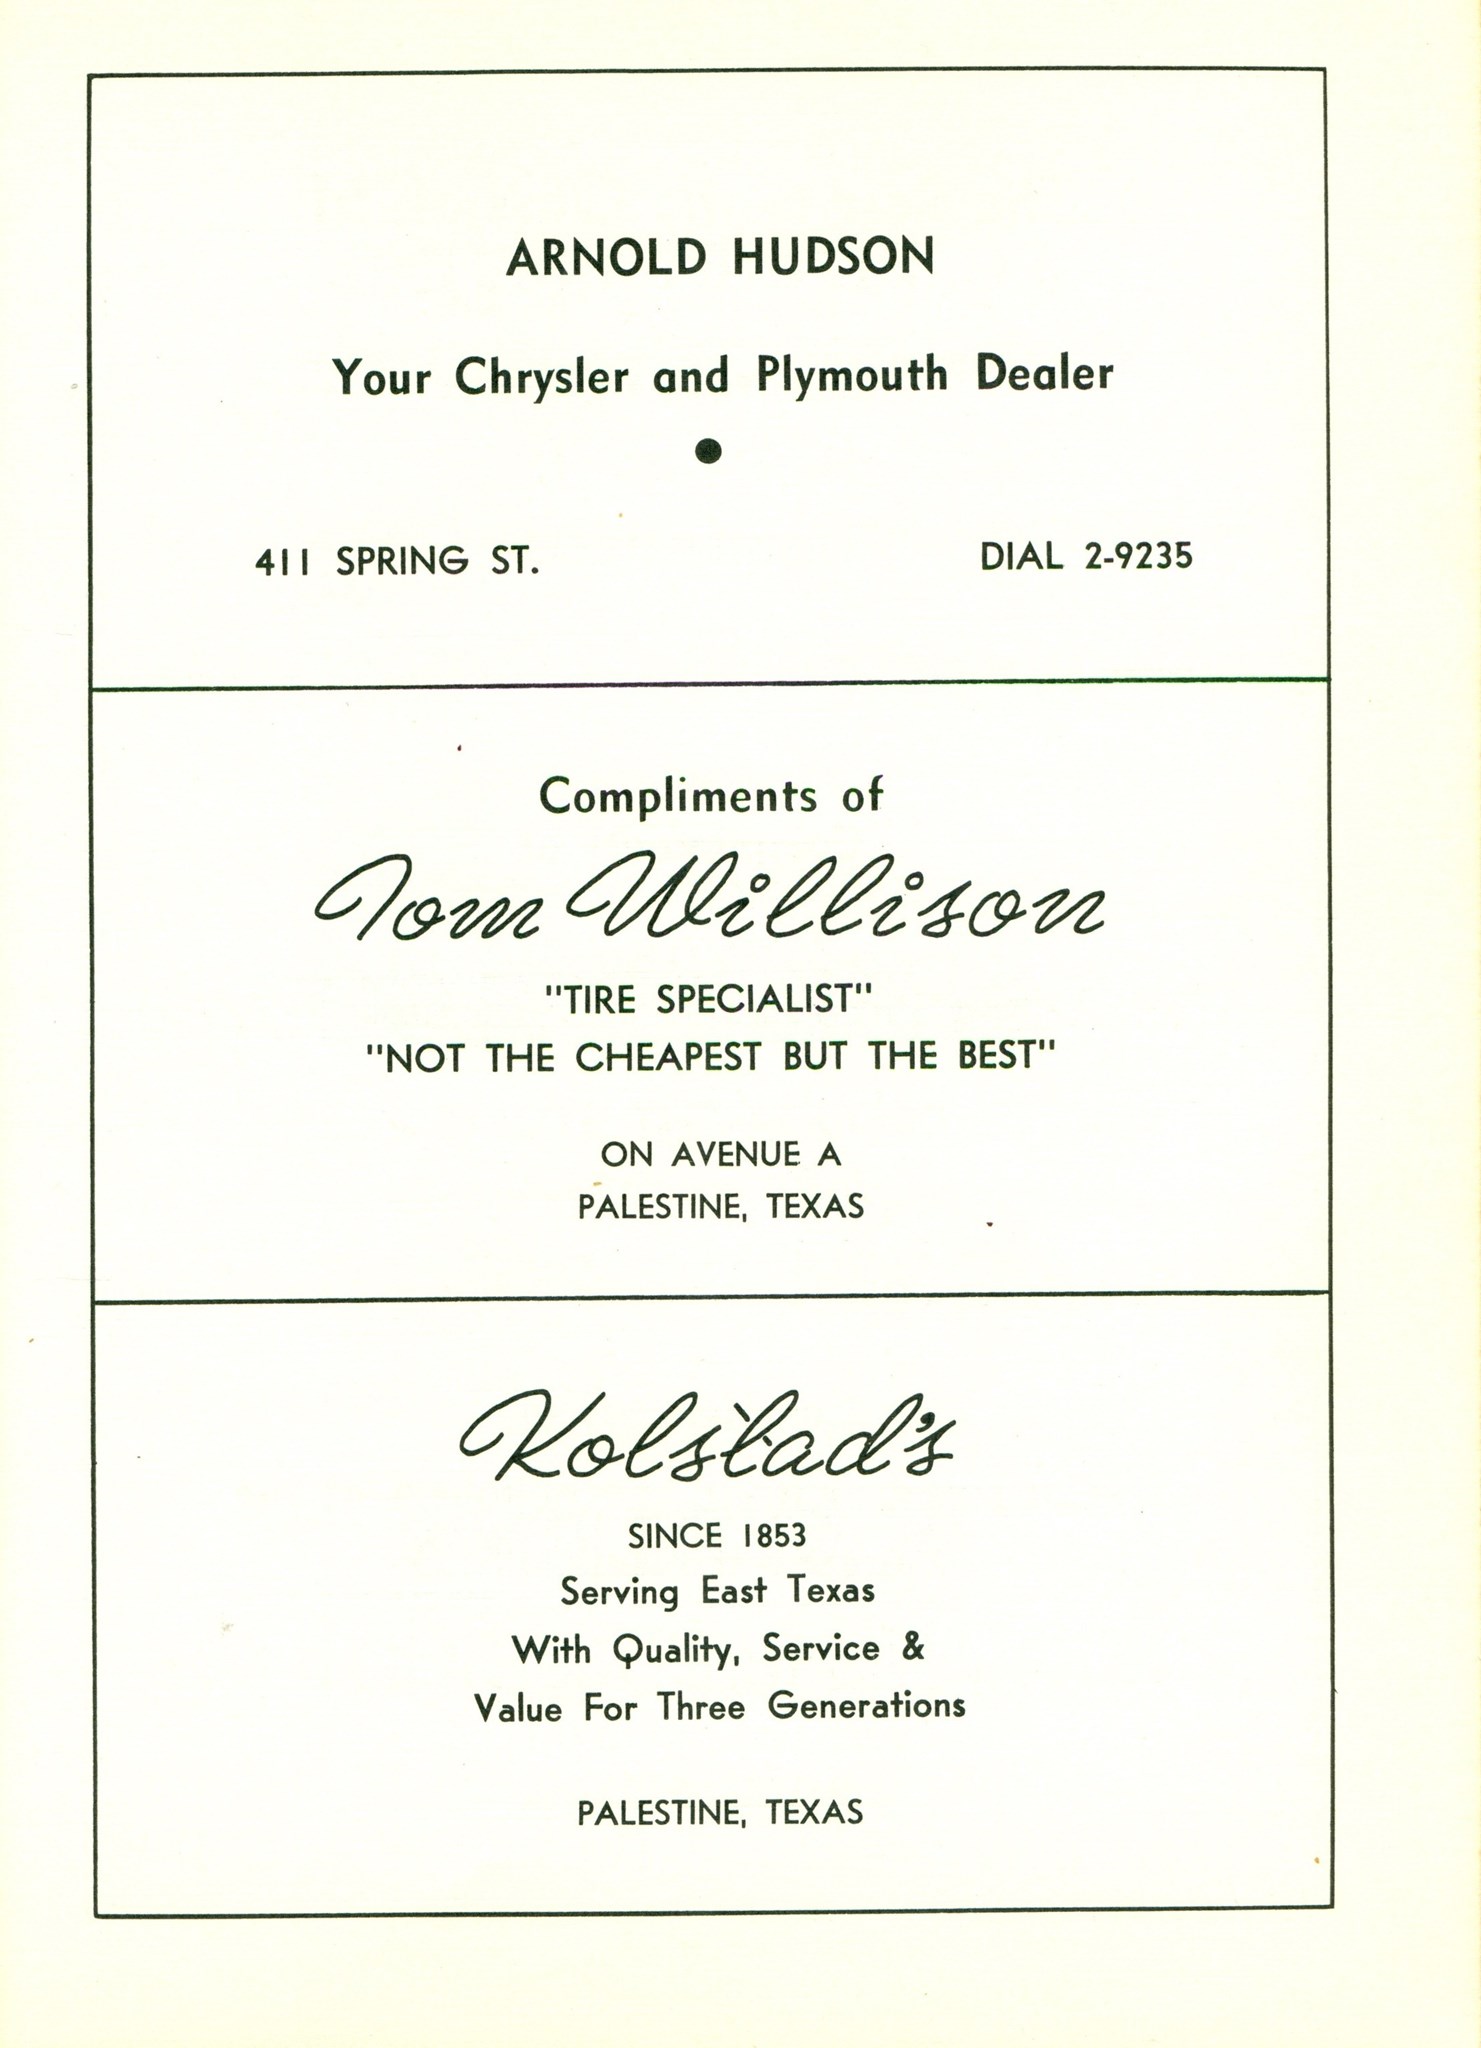 ARNOLD HUDSON
Your Chrysler and Plymouth Dealer
411 SPRING ST. DIAL 2-9235
Compliments of
Tom Willison
"TIRE SPECIALIST"
"NOT THE CHEAPEST BUT THE BEST"
ON AVENUE A
PALESTINE, TEXAS
Kolstad's
SINCE 1853
Serving East Texas
With Quality, Service &
Value For Three Generations
PALESTINE, TEXAS